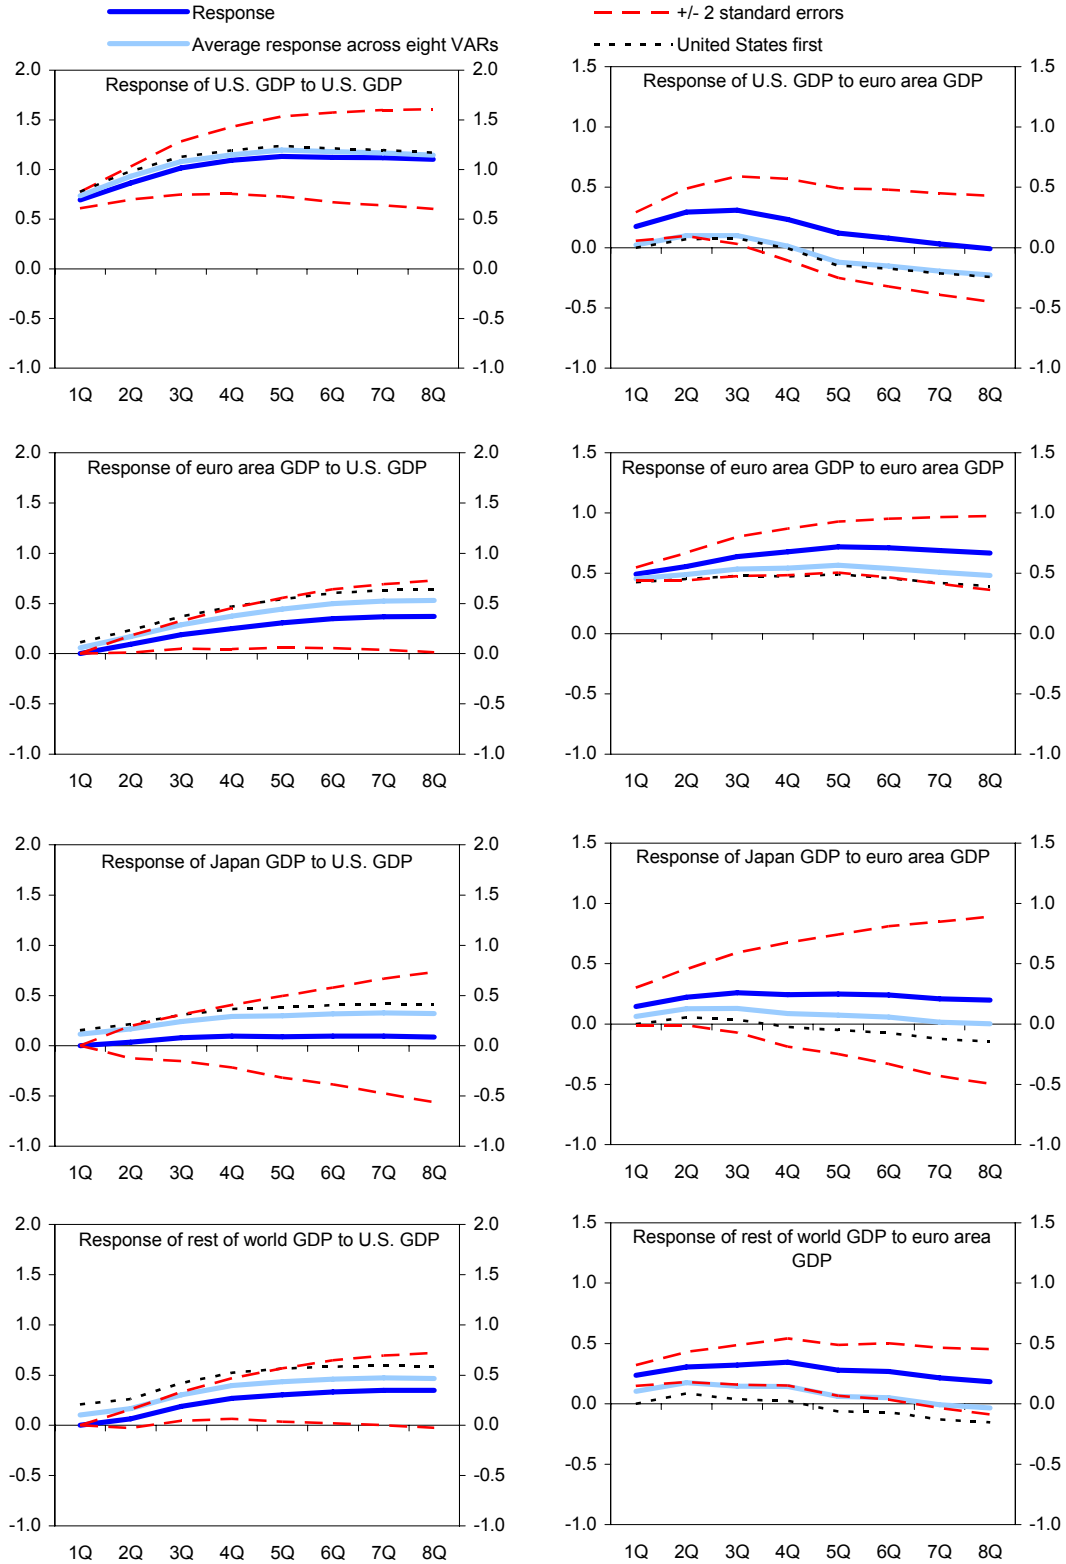 Response
+/- 2 standard errors
Average response across eight VARs
United States first
Response of U.S. GDP to U.S. GDP
2.0 2.0
1.5 1.5
1.0 1.0
0.5 0.5
0.0 0.0
-0.5 -0.5
-1.0 -1.0
1Q 2Q 3Q 4Q 5Q 6Q 7Q 8Q
Response of U.S. GDP to euro area GDP
1.5 1.5
1.0 1.0
0.5 0.5
0.0 0.0
-0.5 -0.5
-1.0 -1.0
1Q 2Q 3Q 4Q 5Q 6Q 7Q 8Q
Response of euro area GDP to U.S. GDP
2.0 2.0
1.5 1.5
1.0 1.0
0.5 0.5
0.0 0.0
-0.5 -0.5
-1.0 -1.0
1Q 2Q 3Q 4Q 5Q 6Q 7Q 8Q
Response of euro area GDP to euro area GDP
1.5 1.5
1.0 1.0
0.5 0.5
0.0 0.0
-0.5 -0.5
-1.0 -1.0
1Q 2Q 3Q 4Q 5Q 6Q 7Q 8Q
Response of Japan GDP to U.S. GDP
2.0 2.0
1.5 1.5
1.0 1.0
0.5 0.5
0.0 0.0
-0.5 -0.5
-1.0 -1.0
1Q 2Q 3Q 4Q 5Q 6Q 7Q 8Q
Response of Japan GDP to euro area GDP
1.5 1.5
1.0 1.0
0.5 0.5
0.0 0.0
-0.5 -0.5
-1.0 -1.0
1Q 2Q 3Q 4Q 5Q 6Q 7Q 8Q
Response of rest of world GDP to U.S. GDP
2.0 2.0
1.5 1.5
1.0 1.0
0.5 0.5
0.0 0.0
-0.5 -0.5
-1.0 -1.0
1Q 2Q 3Q 4Q 5Q 6Q 7Q 8Q
Response of rest of world GDP to euro area
GDP
1.5 1.5
1.0 1.0
0.5 0.5
0.0 0.0
-0.5 -0.5
-1.0 -1.0
1Q 2Q 3Q 4Q 5Q 6Q 7Q 8Q